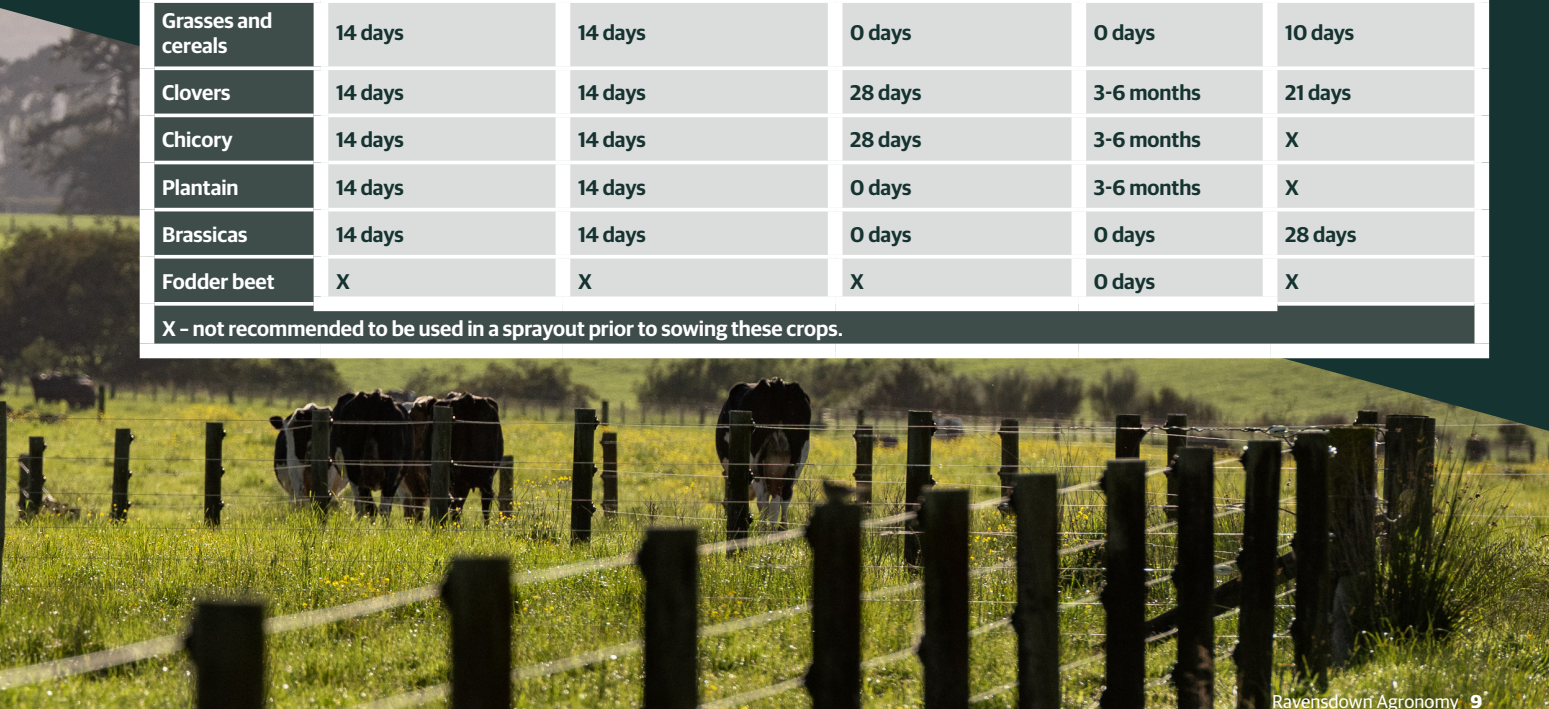 Grasses and
cereals
14 days 14 days 0 days 0 days 10 days
Clovers 14 days 14 days 28 days 3-6 months 21 days
Chicory 14 days 14 days 28 days 3-6 months X
Plantain 14 days 14 days 0 days 3-6 months X
Brassicas 14 days 14 days 0 days 0 days 28 days
Fodder beet X X X 0 days X
X – not recommended to be used in a sprayout prior to sowing these crops.
Ravensdown Agronomy 9